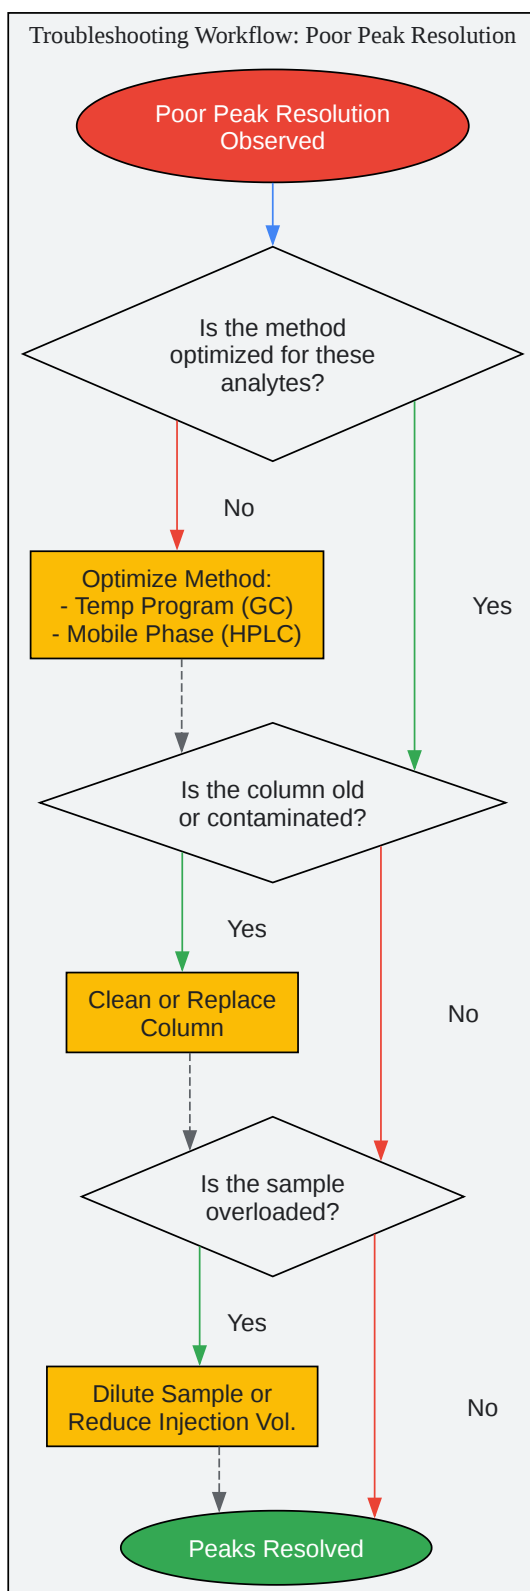 Troubleshooting Workflow: Poor Peak Resolution
Poor Peak Resolution
Observed
Is the method
optimized for these
analytes?
No
Optimize Method:
- Temp Program (GC)
- Mobile Phase (HPLC)
Yes
Is the column old
or contaminated?
Yes
Clean or Replace
Column
No
Is the sample
overloaded?
Yes
Dilute Sample or
Reduce Injection Vol.
No
Peaks Resolved